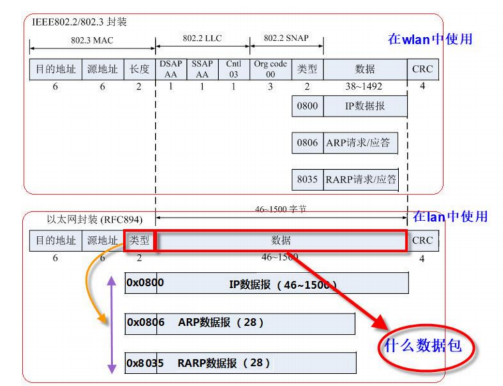 IEEE802.2/802.3 封装
802.3 MAC 802.2 LLC 802.2 SNAP 在wlan中使用
目的地址 源地址 长度 DSAP AA SSAP AA Cntl 03 Org code 00 类型 数据 CRC
6 6 2 1 1 1 3 2 38~1492 4
0800 IP数据报
0806 ARP请求/应答
8035 RARP请求/应答
46~1500 字节
以太网封装 (RFC894) 在lan中使用
目的地址 源地址 类型 数据 CRC
6 6 2 46~1500 4
0x0800 IP数据报（46~1500）
0x0806 ARP数据报（28）
什么数据包
0x8035 RARP数据报（28）